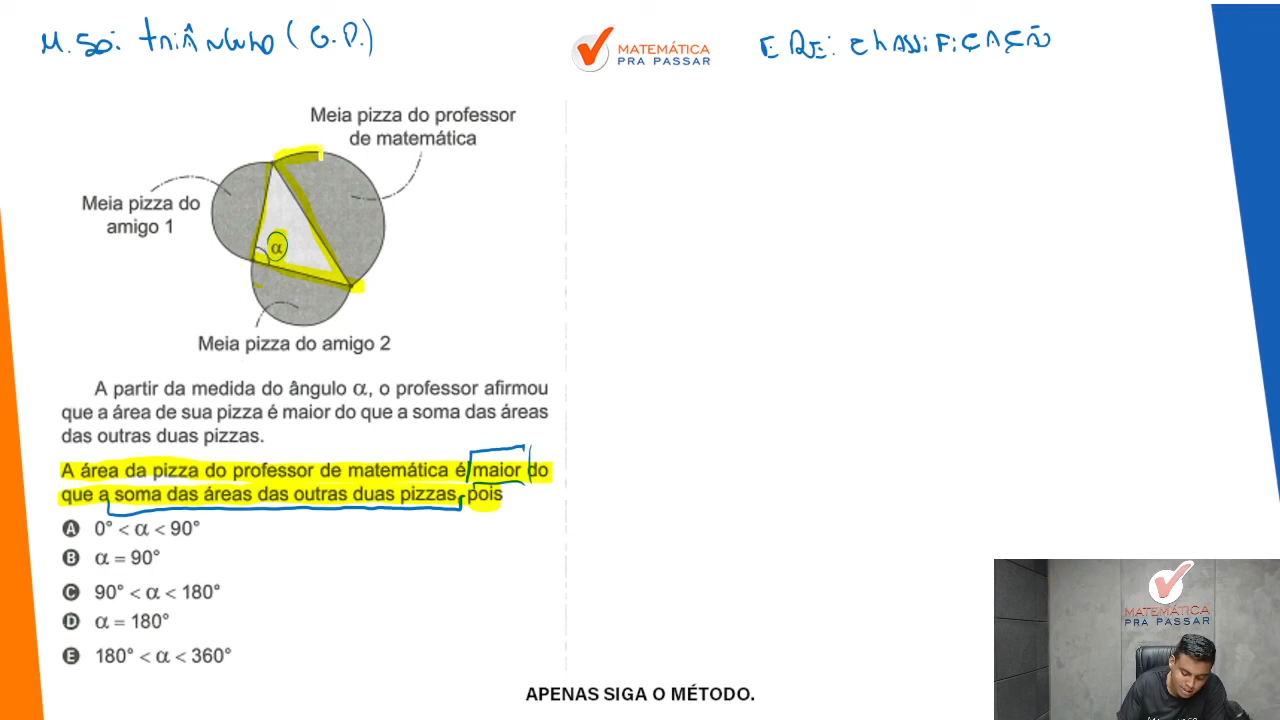 M.SO: TRIÂNGULO (G.P.)
MATEMÁTICA
PRA PASSAR
E RE: CLASSIFICAÇÃO
Meia pizza do professor
de matemática
Meia pizza do
amigo 1
α
Meia pizza do amigo 2
A partir da medida do ângulo α, o professor afirmou
que a área de sua pizza é maior do que a soma das áreas
das outras duas pizzas.
A área da pizza do professor de matemática é maior do
que a soma das áreas das outras duas pizzas, pois
A 0° < α < 90°
B α = 90°
C 90° < α < 180°
D α = 180°
E 180° < α < 360°
MATEMÁTICA
PRA PASSAR
APENAS SIGA O MÉTODO.